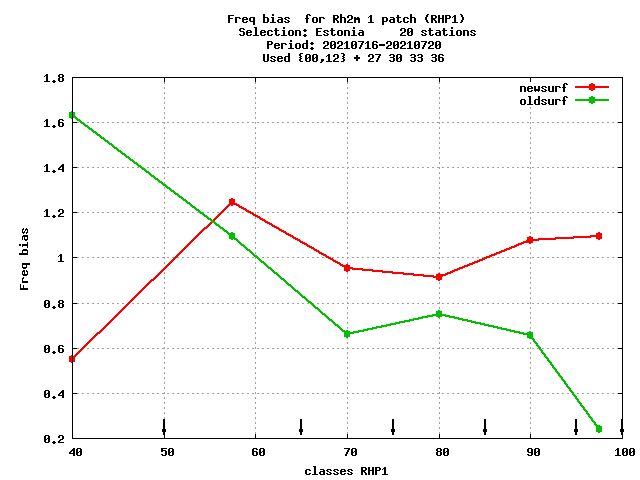 Freq bias  for Rh2m 1 patch (RHP1)
Selection: Estonia     20 stations
Period: 20210716-20210720
Used {00,12} + 27 30 33 36
newsurf
oldsurf
1.8
1.6
1.4
1.2
1
0.8
0.6
0.4
0.2
Freq bias
40 50 60 70 80 90 100
classes RHP1